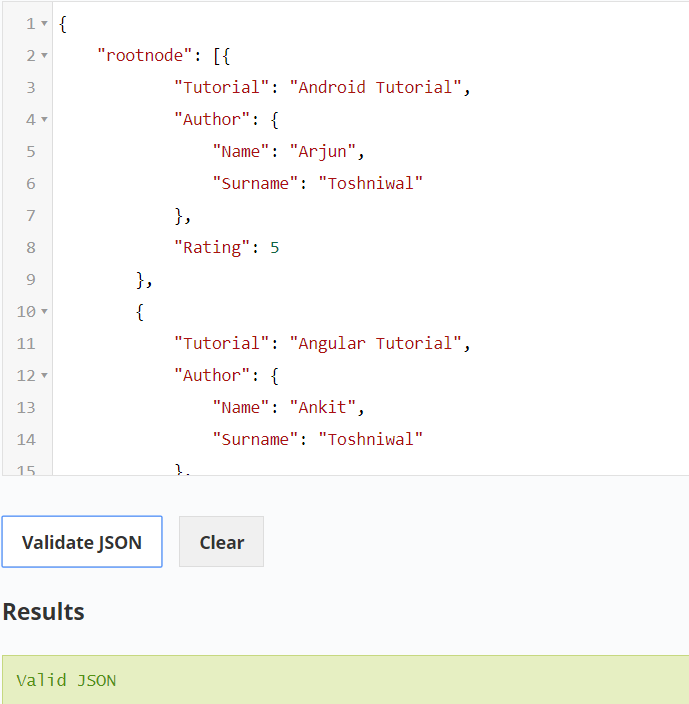 1 {
2 "rootnode": [{
3 "Tutorial": "Android Tutorial",
4 "Author": {
5 "Name": "Arjun",
6 "Surname": "Toshniwal"
7 },
8 "Rating": 5
9 },
10 {
11 "Tutorial": "Angular Tutorial",
12 "Author": {
13 "Name": "Ankit",
14 "Surname": "Toshniwal"
15 },
Validate JSON Clear
Results
Valid JSON